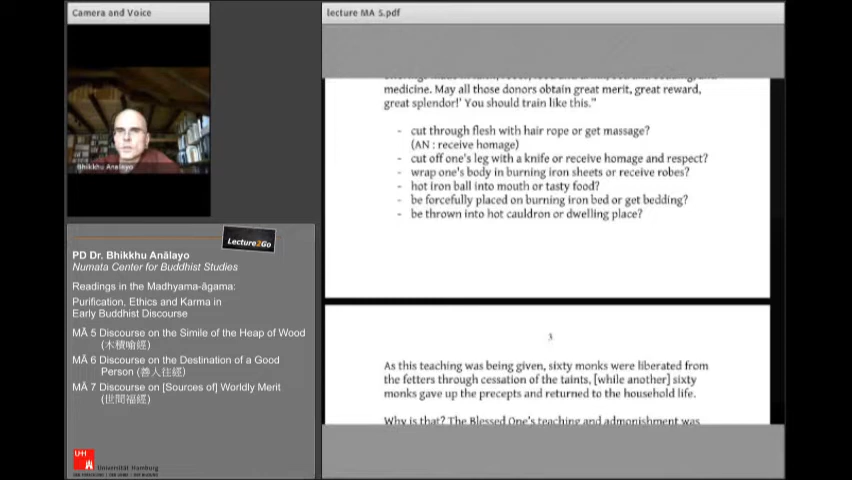 Camera and Voice
Bhikkhu Analayo
Lecture2Go
PD Dr. Bhikkhu Anālayo
Numata Center for Buddhist Studies
Readings in the Madhyama-āgama:
Purification, Ethics and Karma in
Early Buddhist Discourse
MĀ 5 Discourse on the Simile of the Heap of Wood
(木積喻經)
MĀ 6 Discourse on the Destination of a Good
Person (善人往經)
MĀ 7 Discourse on [Sources of] Worldly Merit
(世間福經)
UH
Universität Hamburg
lecture MA 5.pdf
medicine. May all those donors obtain great merit, great reward,
great splendor!' You should train like this."
- cut through flesh with hair rope or get massage?
(AN : receive homage)
- cut off one's leg with a knife or receive homage and respect?
- wrap one's body in burning iron sheets or receive robes?
- hot iron ball into mouth or tasty food?
- be forcefully placed on burning iron bed or get bedding?
- be thrown into hot cauldron or dwelling place?
3
As this teaching was being given, sixty monks were liberated from
the fetters through cessation of the taints, [while another] sixty
monks gave up the precepts and returned to the household life.
Why is that? The Blessed One's teaching and admonishment was